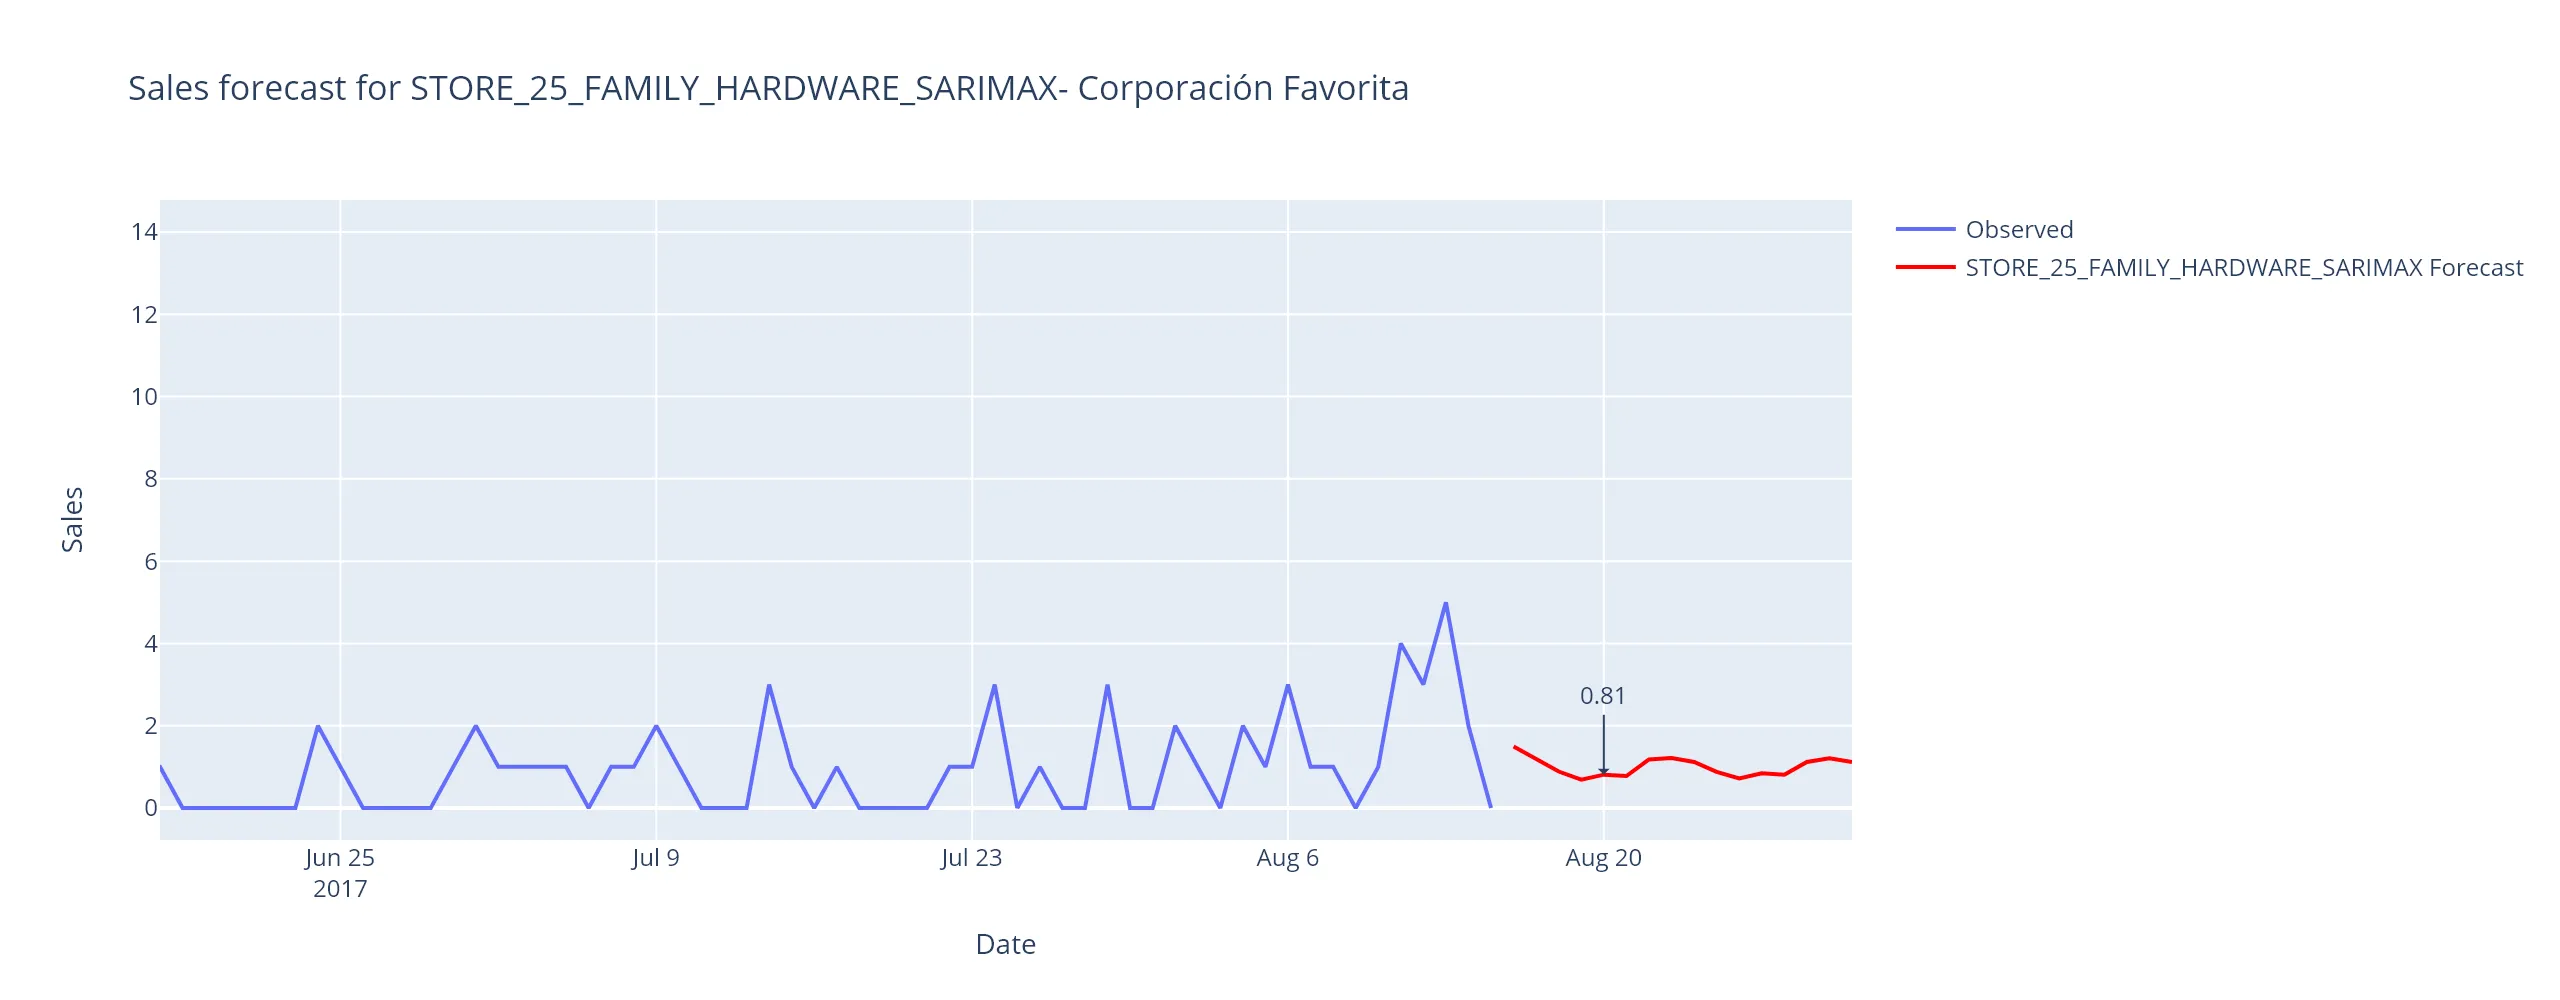 Sales forecast for STORE_25_FAMILY_HARDWARE_SARIMAX- Corporación Favorita
Observed
STORE_25_FAMILY_HARDWARE_SARIMAX Forecast
14
12
10
8
6
4
2
0
Sales
0.81
Jun 25
2017
Jul 9
Jul 23
Aug 6
Aug 20
Date